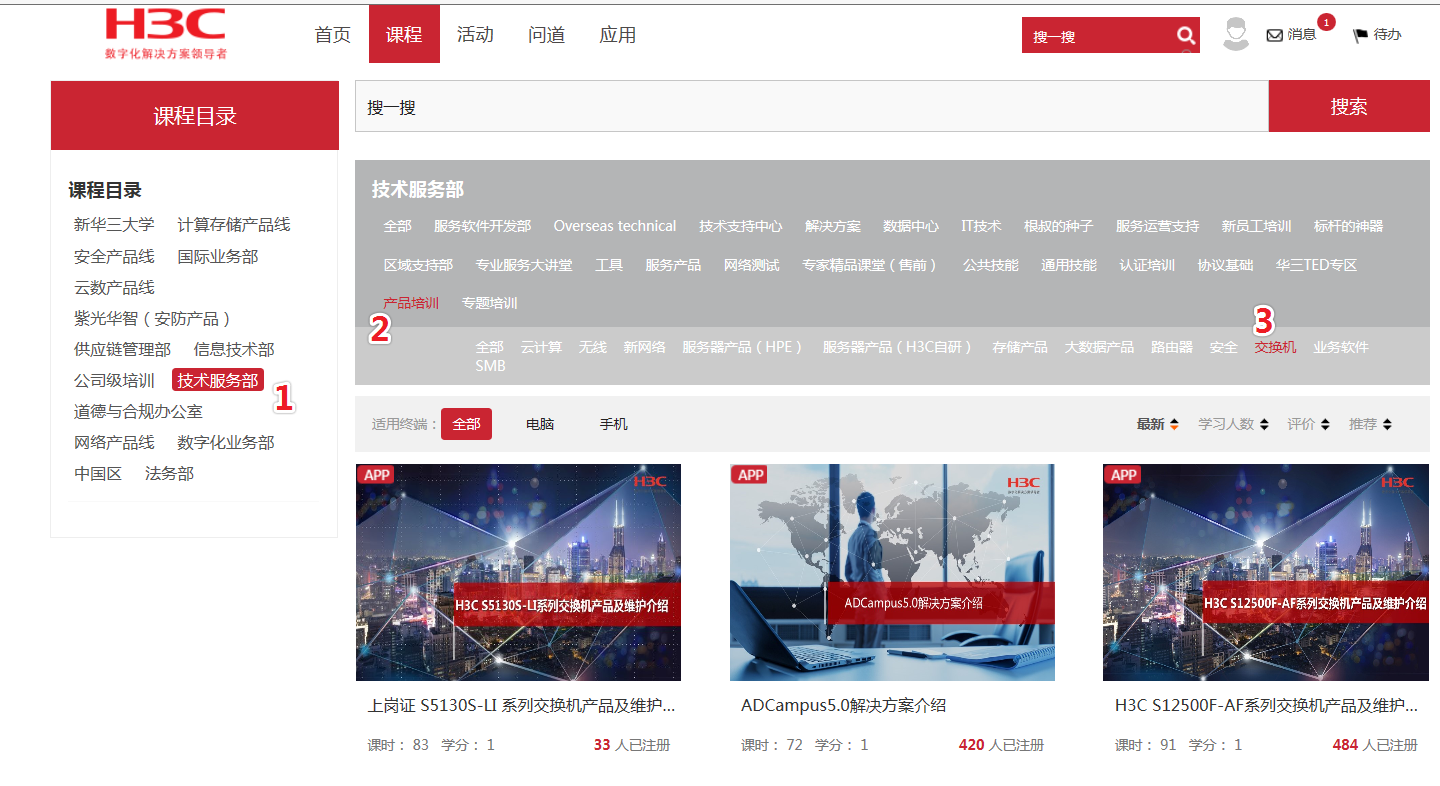 H3C
数字化解决方案领导者
首页 课程 活动 问道 应用
搜一搜
消息 1 待办
课程目录
搜一搜 搜索
课程目录
新华三大学 计算存储产品线
安全产品线 国际业务部
云数产品线
紫光华智（安防产品）
供应链管理部 信息技术部
公司级培训 技术服务部 1
道德与合规办公室
网络产品线 数字化业务部
中国区 法务部
技术服务部
全部 服务软件开发部 Overseas technical 技术支持中心 解决方案 数据中心 IT技术 根叔的种子 服务运营支持 新员工培训 标杆的神器
区域支持部 专业服务大讲堂 工具 服务产品 网络测试 专家精品课堂（售前） 公共技能 通用技能 认证培训 协议基础 华三TED专区
产品培训 专题培训
2 3
全部 云计算 无线 新网络 服务器产品（HPE） 服务器产品（H3C自研） 存储产品 大数据产品 路由器 安全 交换机 业务软件
SMB
适用终端： 全部 电脑 手机 最新 学习人数 评价 推荐
APP H3C
H3C S5130S-LI系列交换机产品及维护介绍
上岗证 S5130S-LI 系列交换机产品及维护...
课时： 83 学分： 1 33 人已注册
APP H3C
ADCampus5.0解决方案介绍
ADCampus5.0解决方案介绍
课时： 72 学分： 1 420 人已注册
APP H3C
H3C S12500F-AF系列交换机产品及维护介绍
H3C S12500F-AF系列交换机产品及维护...
课时： 91 学分： 1 484 人已注册